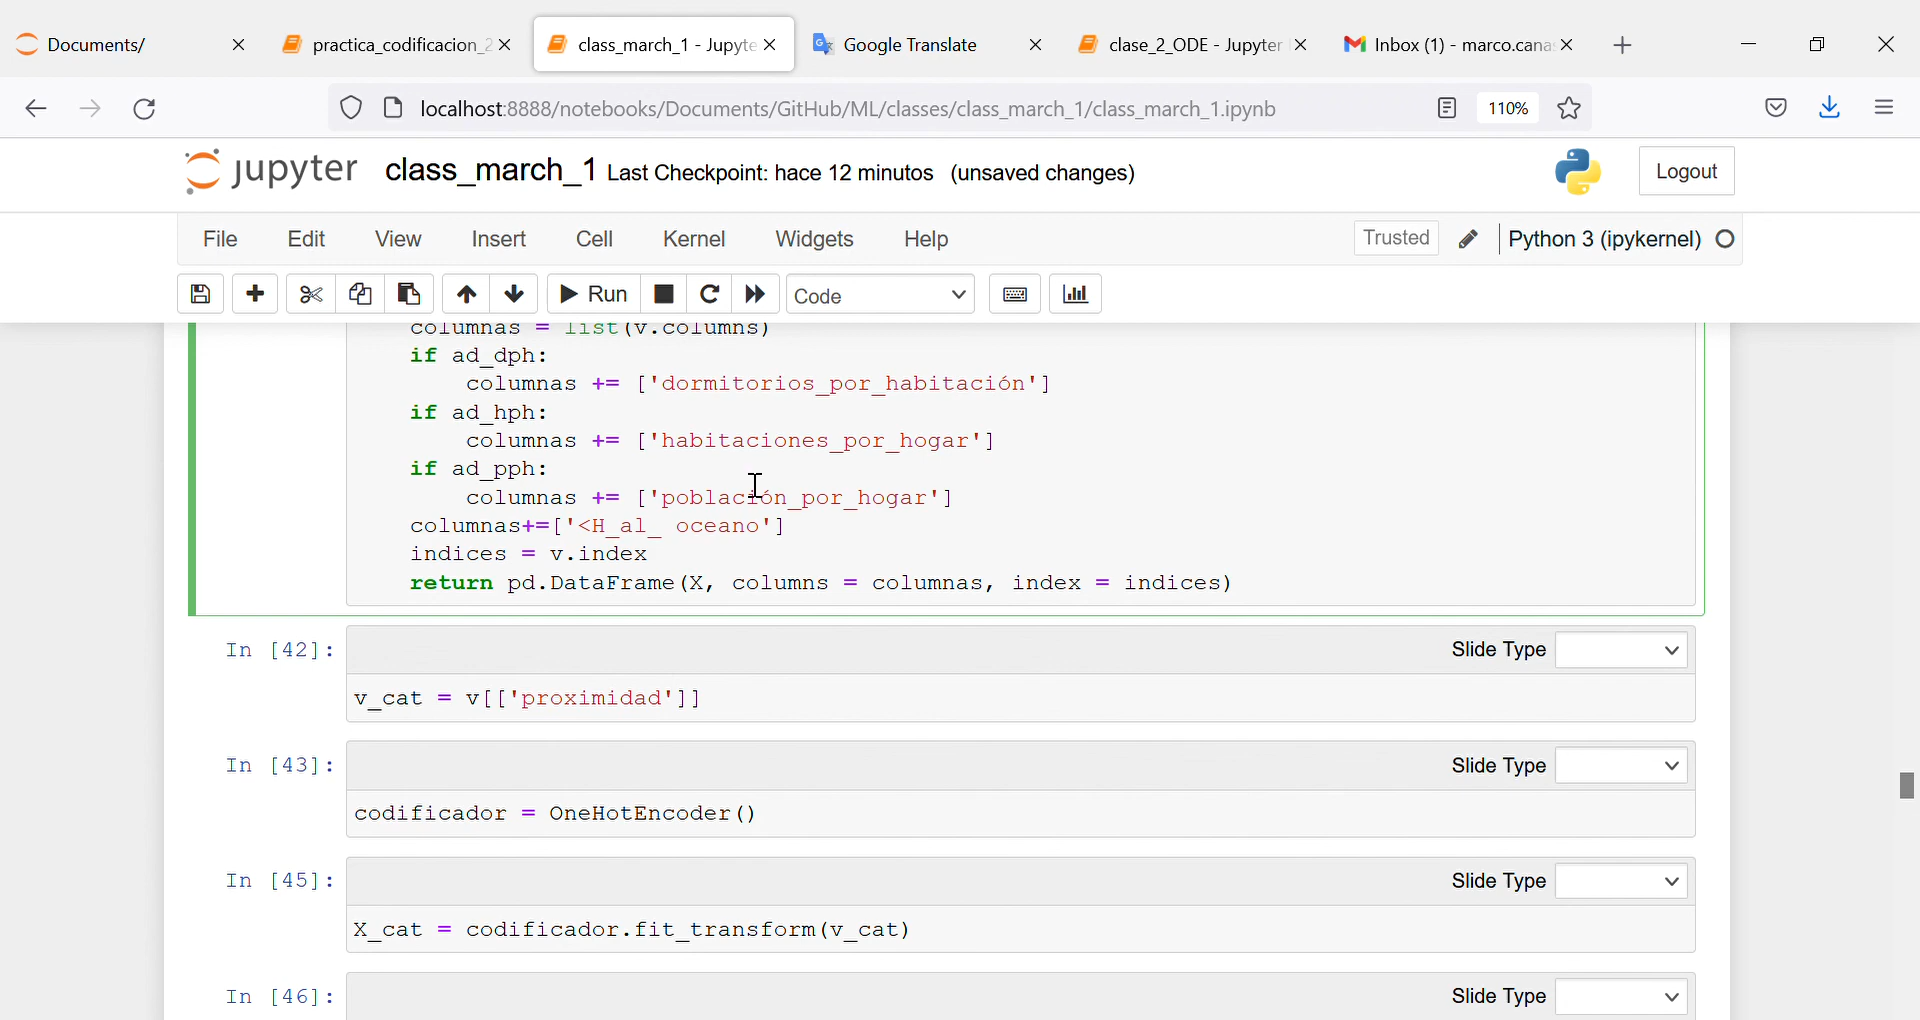 Documents/
practica_codificacion_2
class_march_1 - Jupyte
Google Translate
clase_2_ODE - Jupyter
Inbox (1) - marco.cana
localhost:8888/notebooks/Documents/GitHub/ML/classes/class_march_1/class_march_1.ipynb
110%
jupyter class_march_1 Last Checkpoint: hace 12 minutos (unsaved changes)
Logout
File Edit View Insert Cell Kernel Widgets Help
Trusted Python 3 (ipykernel)
Run Code
columnas = list(v.columns)
if ad_dph:
columnas += ['dormitorios_por_habitación']
if ad_hph:
columnas += ['habitaciones_por_hogar']
if ad_pph:
columnas += ['población_por_hogar']
columnas+=['<H_al_ oceano']
indices = v.index
return pd.DataFrame(X, columns = columnas, index = indices)
In [42]: Slide Type
v_cat = v[['proximidad']]
In [43]: Slide Type
codificador = OneHotEncoder()
In [45]: Slide Type
X_cat = codificador.fit_transform(v_cat)
In [46]: Slide Type